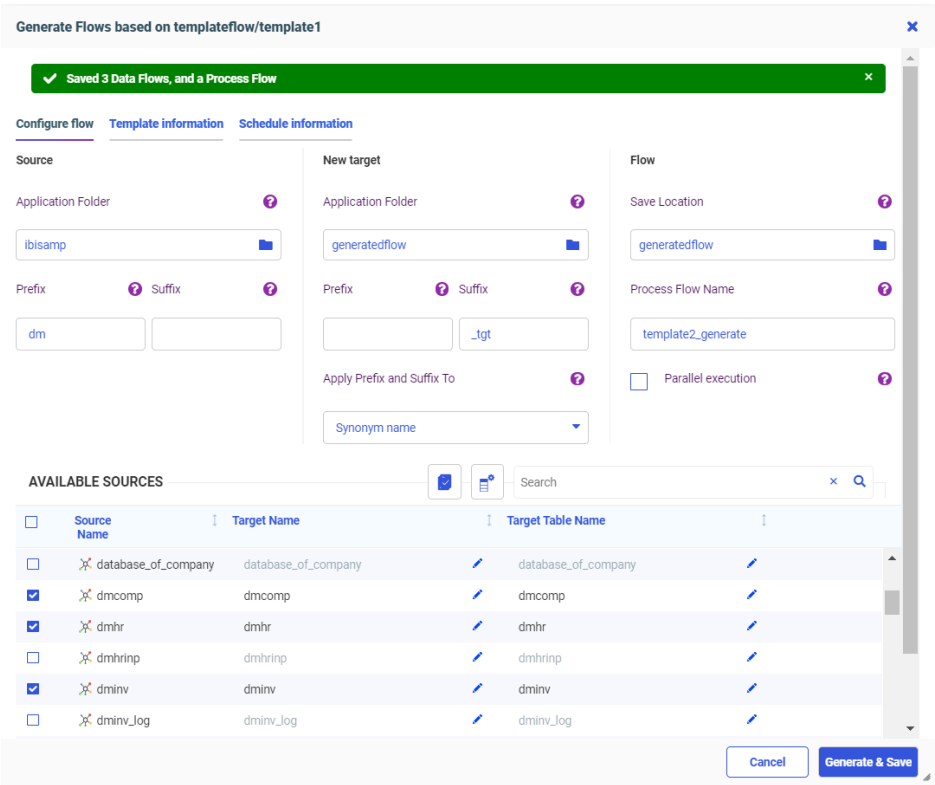 Generate Flows based on templateflow/template1
Saved 3 Data Flows, and a Process Flow
Configure flow Template information Schedule information
Source New target Flow
Application Folder ? Application Folder ? Save Location ?
ibisamp generatedflow generatedflow
Prefix ? Suffix ? Prefix ? Suffix ? Process Flow Name ?
dm _tgt template2_generate
Apply Prefix and Suffix To ? Parallel execution ?
Synonym name
AVAILABLE SOURCES Search
Source Name Target Name Target Table Name
database_of_company database_of_company database_of_company
dmcomp dmcomp dmcomp
dmhr dmhr dmhr
dmhrinp dmhrinp dmhrinp
dminv dminv dminv
dminv_log dminv_log dminv_log
Cancel Generate & Save